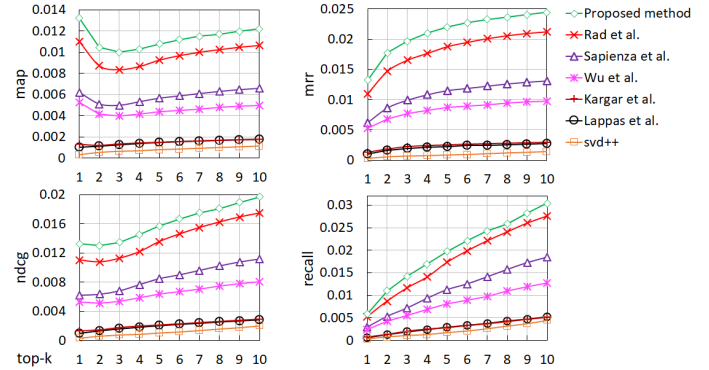 map
0.014
0.012
0.01
0.008
0.006
0.004
0.002
0
1 2 3 4 5 6 7 8 9 10
mrr
0.025
0.02
0.015
0.01
0.005
0
1 2 3 4 5 6 7 8 9 10
Proposed method
Rad et al.
Sapienza et al.
Wu et al.
Kargar et al.
Lappas et al.
svd++
ndcg
0.02
0.016
0.012
0.008
0.004
0
top-k 1 2 3 4 5 6 7 8 9 10
recall
0.03
0.025
0.02
0.015
0.01
0.005
0
1 2 3 4 5 6 7 8 9 10